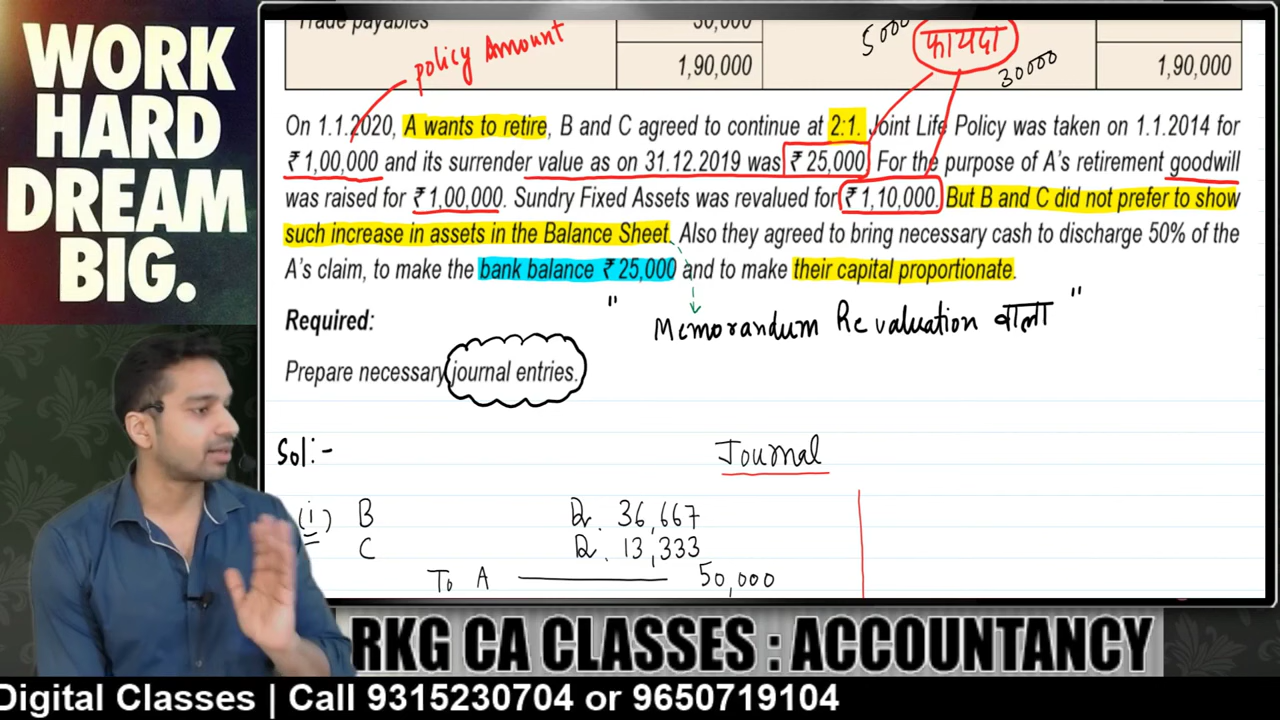 WORK
HARD
DREAM
BIG.
Trade payables 30,000
1,90,000 1,90,000
policy Amount
5000
फायदा
30000
On 1.1.2020, A wants to retire, B and C agreed to continue at 2:1. Joint Life Policy was taken on 1.1.2014 for
₹ 1,00,000 and its surrender value as on 31.12.2019 was ₹ 25,000 For the purpose of A's retirement goodwill
was raised for ₹ 1,00,000. Sundry Fixed Assets was revalued for ₹ 1,10,000. But B and C did not prefer to show
such increase in assets in the Balance Sheet. Also they agreed to bring necessary cash to discharge 50% of the
A's claim, to make the bank balance ₹ 25,000 and to make their capital proportionate.
Required:
" Memorandum Revaluation वाला "
Prepare necessary journal entries.
Sol:-
Journal
(i) B Dr. 36,667
C Dr. 13,333
To A 50,000
RKG CA CLASSES : ACCOUNTANCY
Digital Classes | Call 9315230704 or 9650719104